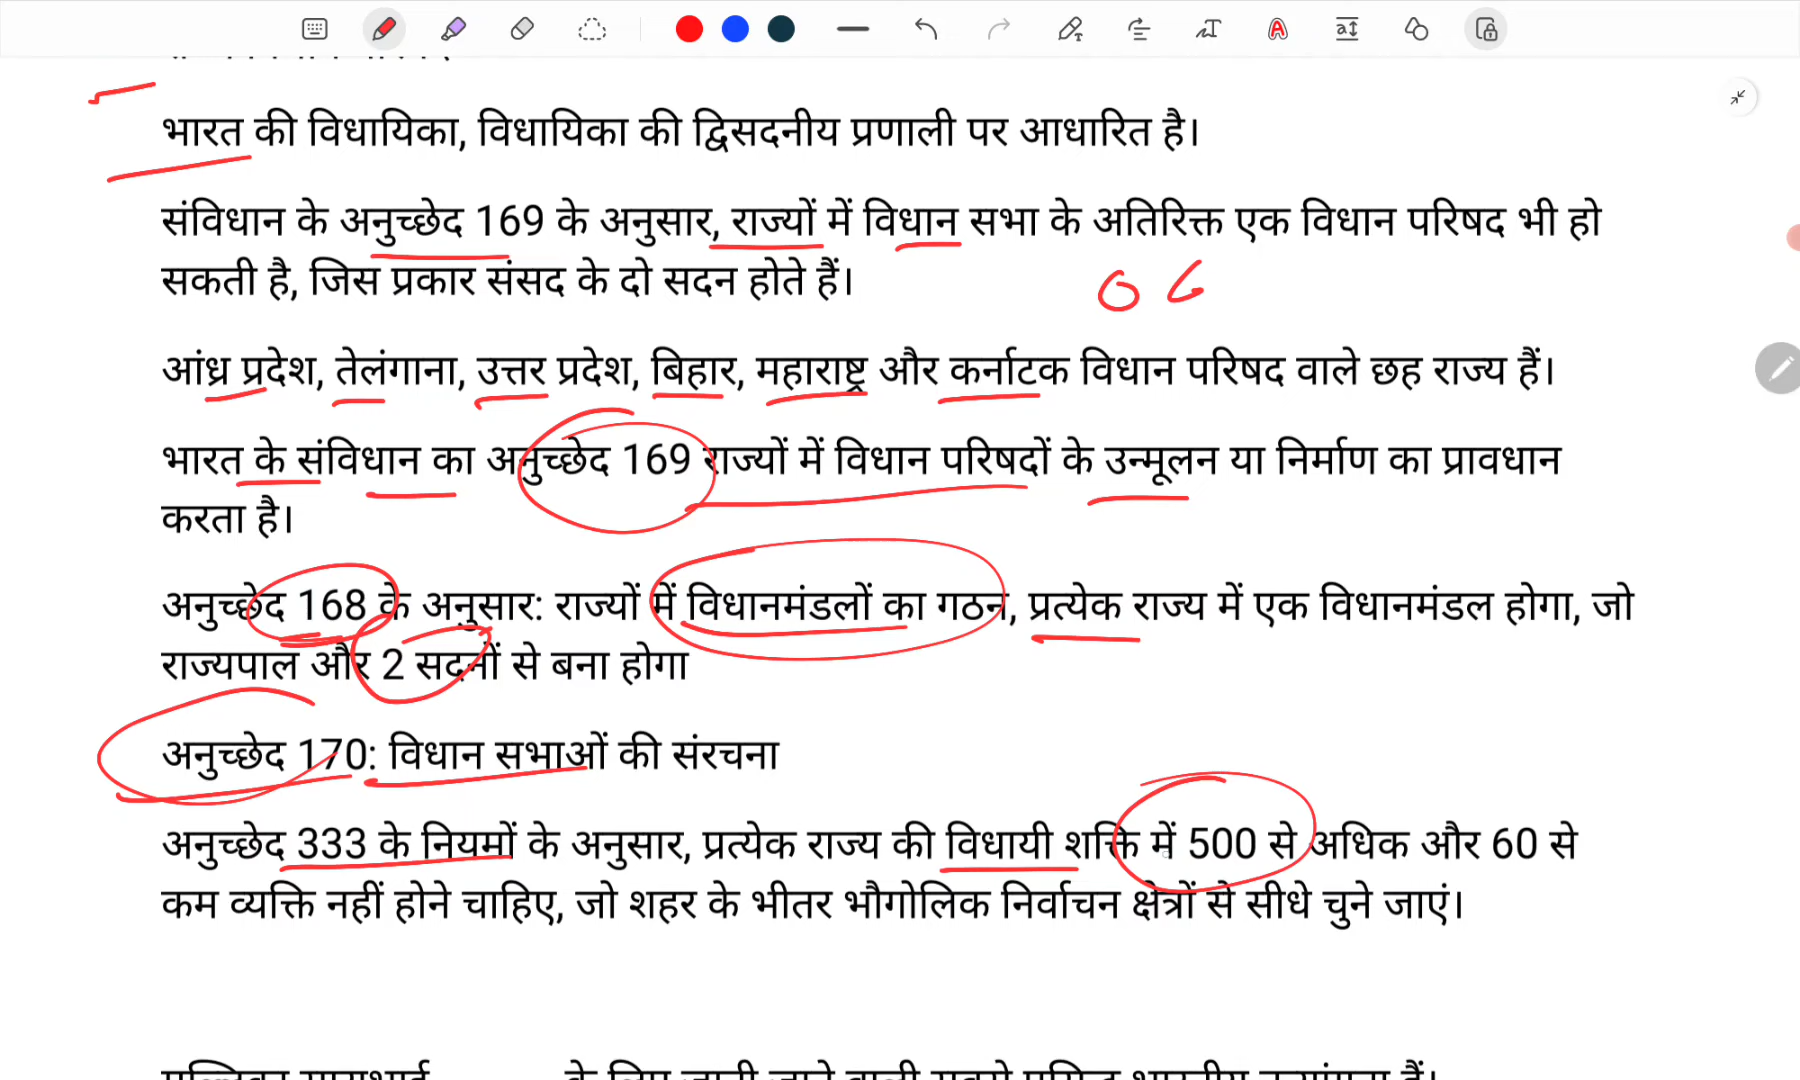 भारत की विधायिका, विधायिका की द्विसदनीय प्रणाली पर आधारित है।
संविधान के अनुच्छेद 169 के अनुसार, राज्यों में विधान सभा के अतिरिक्त एक विधान परिषद भी हो
सकती है, जिस प्रकार संसद के दो सदन होते हैं।
06
आंध्र प्रदेश, तेलंगाना, उत्तर प्रदेश, बिहार, महाराष्ट्र और कर्नाटक विधान परिषद वाले छह राज्य हैं।
भारत के संविधान का अनुच्छेद 169 राज्यों में विधान परिषदों के उन्मूलन या निर्माण का प्रावधान
करता है।
अनुच्छेद 168 के अनुसार: राज्यों में विधानमंडलों का गठन, प्रत्येक राज्य में एक विधानमंडल होगा, जो
राज्यपाल और 2 सदनों से बना होगा
अनुच्छेद 170: विधान सभाओं की संरचना
अनुच्छेद 333 के नियमों के अनुसार, प्रत्येक राज्य की विधायी शक्ति में 500 से अधिक और 60 से
कम व्यक्ति नहीं होने चाहिए, जो शहर के भीतर भौगोलिक निर्वाचन क्षेत्रों से सीधे चुने जाएं।